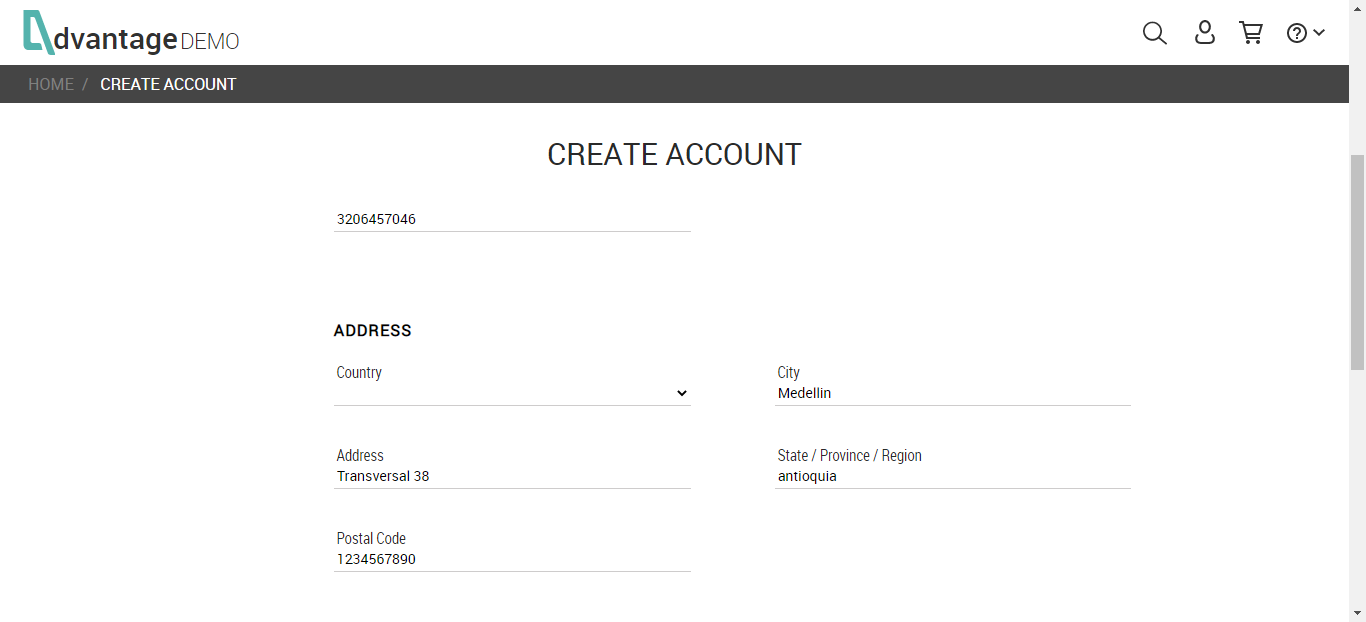 dvantage DEMO
HOME / CREATE ACCOUNT
CREATE ACCOUNT
3206457046
ADDRESS
Country
City
Medellin
Address
Transversal 38
State / Province / Region
antioquia
Postal Code
1234567890